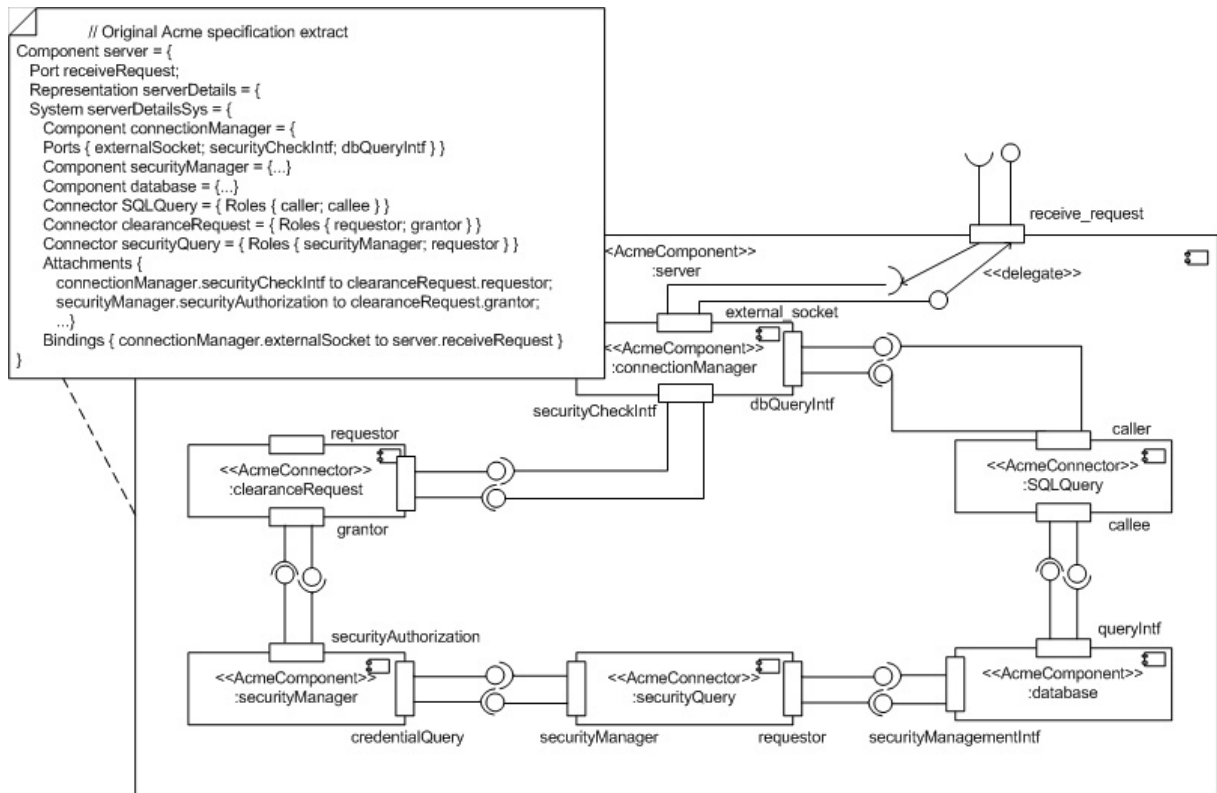 // Original Acme specification extract
Component server = {
Port receiveRequest;
Representation serverDetails = {
System serverDetailsSys = {
Component connectionManager = {
Ports { externalSocket; securityCheckIntf; dbQueryIntf } }
Component securityManager = {...}
Component database = {...}
Connector SQLQuery = { Roles { caller; callee } }
Connector clearanceRequest = { Roles { requestor; grantor } }
Connector securityQuery = { Roles { securityManager; requestor } }
Attachments {
connectionManager.securityCheckIntf to clearanceRequest.requestor;
securityManager.securityAuthorization to clearanceRequest.grantor;
...}
Bindings { connectionManager.externalSocket to server.receiveRequest }
}
receive_request
<AcmeComponent>>
:server
<<delegate>>
external_socket
<<AcmeComponent>>
:connectionManager
securityCheckIntf
dbQueryIntf
requestor
<<AcmeConnector>>
:clearanceRequest
grantor
caller
<<AcmeConnector>>
:SQLQuery
callee
securityAuthorization
<<AcmeComponent>>
:securityManager
credentialQuery
<<AcmeConnector>>
:securityQuery
securityManager
requestor
queryIntf
<<AcmeComponent>>
:database
securityManagementIntf